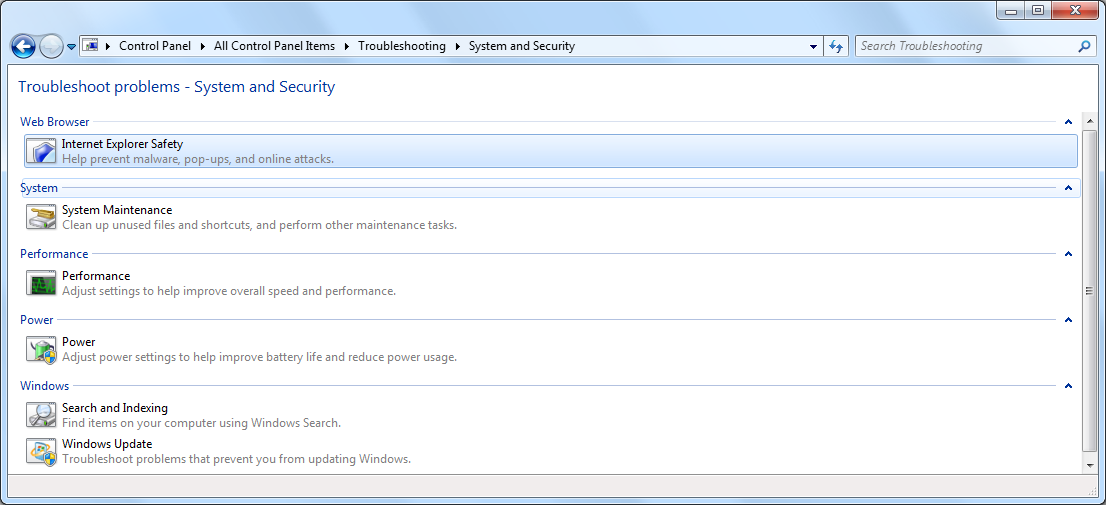 Control Panel All Control Panel Items Troubleshooting System and Security Search Troubleshooting
Troubleshoot problems - System and Security
Web Browser
Internet Explorer Safety
Help prevent malware, pop-ups, and online attacks.
System
System Maintenance
Clean up unused files and shortcuts, and perform other maintenance tasks.
Performance
Performance
Adjust settings to help improve overall speed and performance.
Power
Power
Adjust power settings to help improve battery life and reduce power usage.
Windows
Search and Indexing
Find items on your computer using Windows Search.
Windows Update
Troubleshoot problems that prevent you from updating Windows.